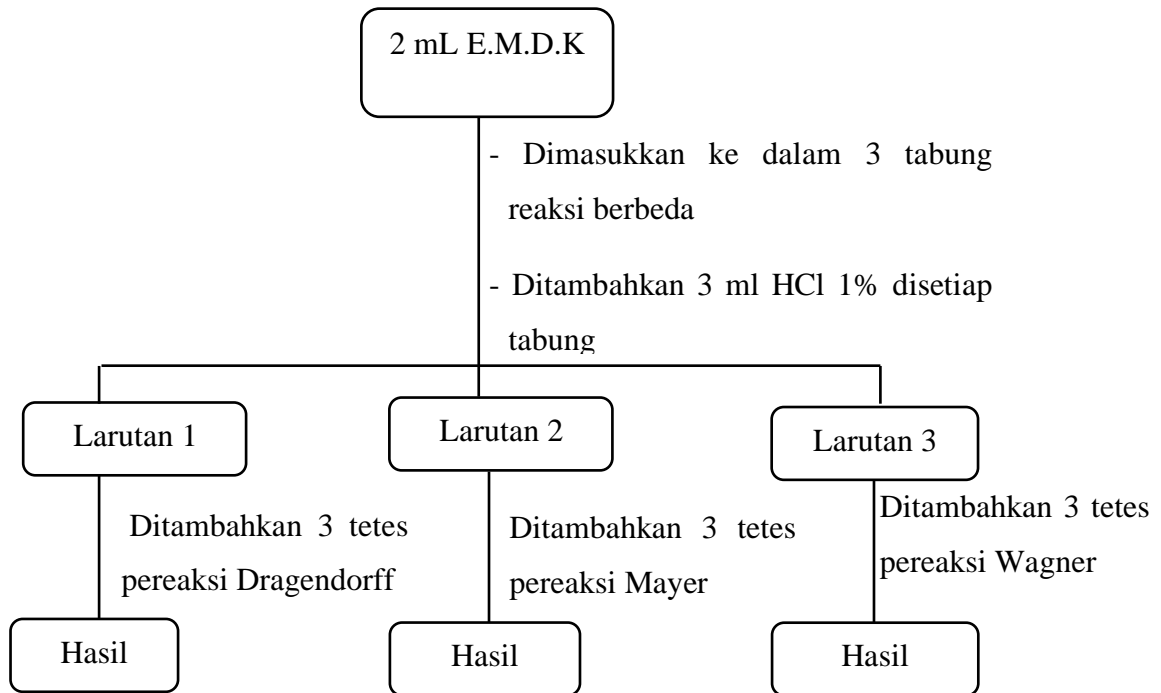 2 mL E.M.D.K
- Dimasukkan ke dalam 3 tabung
reaksi berbeda
- Ditambahkan 3 ml HCl 1% disetiap
tabung
Larutan 1
Larutan 2
Larutan 3
Ditambahkan 3 tetes
pereaksi Dragendorff
Ditambahkan 3 tetes
pereaksi Mayer
Ditambahkan 3 tetes
pereaksi Wagner
Hasil
Hasil
Hasil